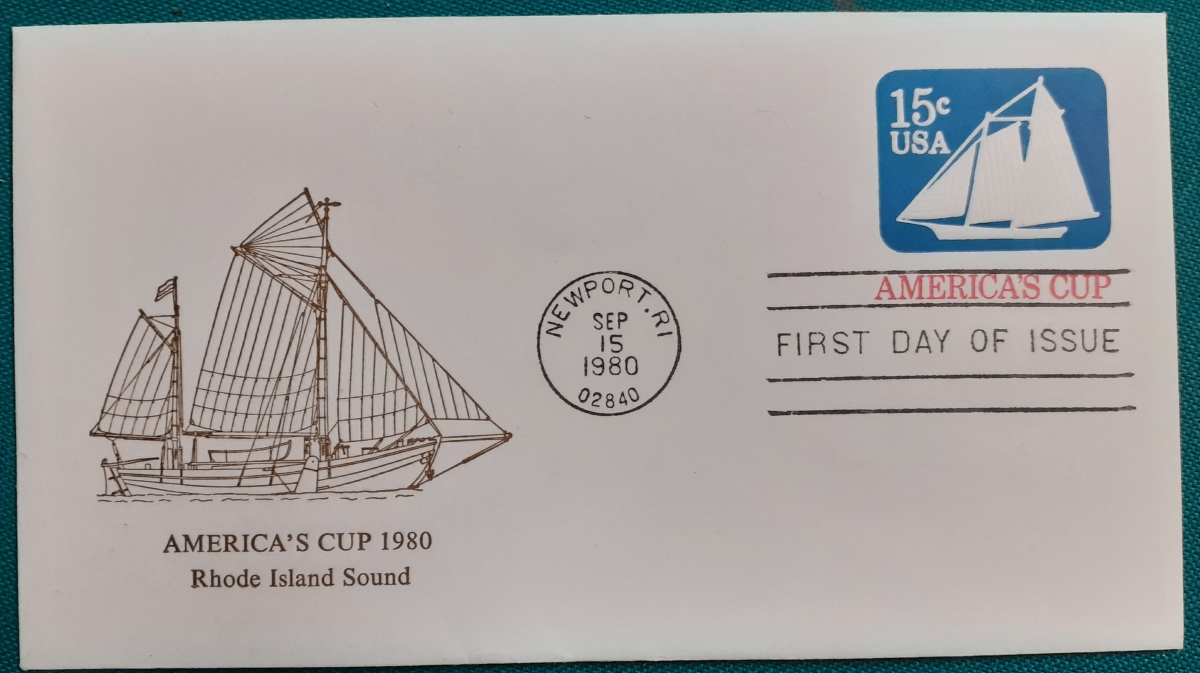 15c
USA
AMERICA'S CUP
NEWPORT.RI
SEP
15
1980
02840
FIRST DAY OF ISSUE
AMERICA'S CUP 1980
Rhode Island Sound